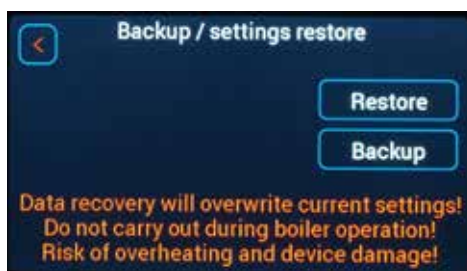 Backup / settings restore
Restore
Backup
Data recovery will overwrite current settings!
Do not carry out during boiler operation!
Risk of overheating and device damage!